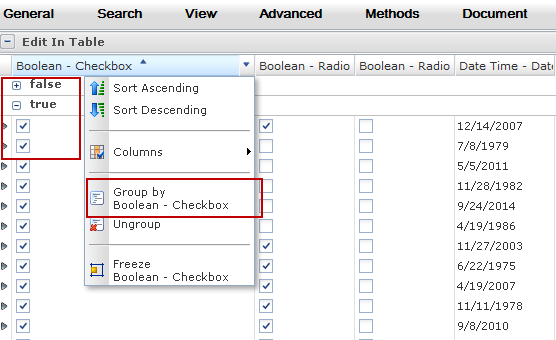 General Search View Advanced Methods Document
Edit In Table
Boolean - Checkbox Boolean - Radio Boolean - Radio Date Time - Date
false
true
Sort Ascending
Sort Descending
Columns
Group by
Boolean - Checkbox
Ungroup
Freeze
Boolean - Checkbox
12/14/2007
7/8/1979
5/5/2011
11/28/1982
9/24/2014
4/19/1986
11/27/2003
6/22/1975
4/19/2007
11/11/1978
9/8/2010